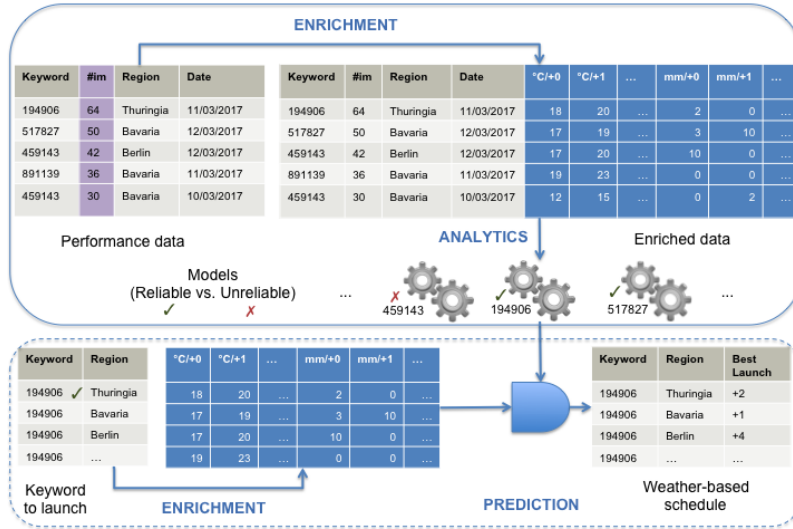 ENRICHMENT
Keyword #im Region Date
194906 64 Thuringia 11/03/2017
517827 50 Bavaria 12/03/2017
459143 42 Berlin 12/03/2017
891139 36 Bavaria 11/03/2017
459143 30 Bavaria 10/03/2017
Performance data
Keyword #im Region Date °C/+0 °C/+1 ... mm/+0 mm/+1 ...
194906 64 Thuringia 11/03/2017 18 20 ... 2 0 ...
517827 50 Bavaria 12/03/2017 17 19 ... 3 10 ...
459143 42 Berlin 12/03/2017 17 20 ... 10 0 ...
891139 36 Bavaria 11/03/2017 19 23 ... 0 0 ...
459143 30 Bavaria 10/03/2017 12 15 ... 0 2 ...
ANALYTICS
Enriched data
Models
(Reliable vs. Unreliable)
✓ ✗
...
✗
459143
✓
194906
✓
517827
...
Keyword Region
194906 ✓ Thuringia
194906 Bavaria
194906 Berlin
194906 ...
Keyword
to launch
°C/+0 °C/+1 ... mm/+0 mm/+1 ...
18 20 ... 2 0 ...
17 19 ... 3 10 ...
17 20 ... 10 0 ...
19 23 ... 0 0 ...
ENRICHMENT
PREDICTION
Keyword Region Best
Launch
194906 Thuringia +2
194906 Bavaria +1
194906 Berlin +4
194906 ... ...
Weather-based
schedule